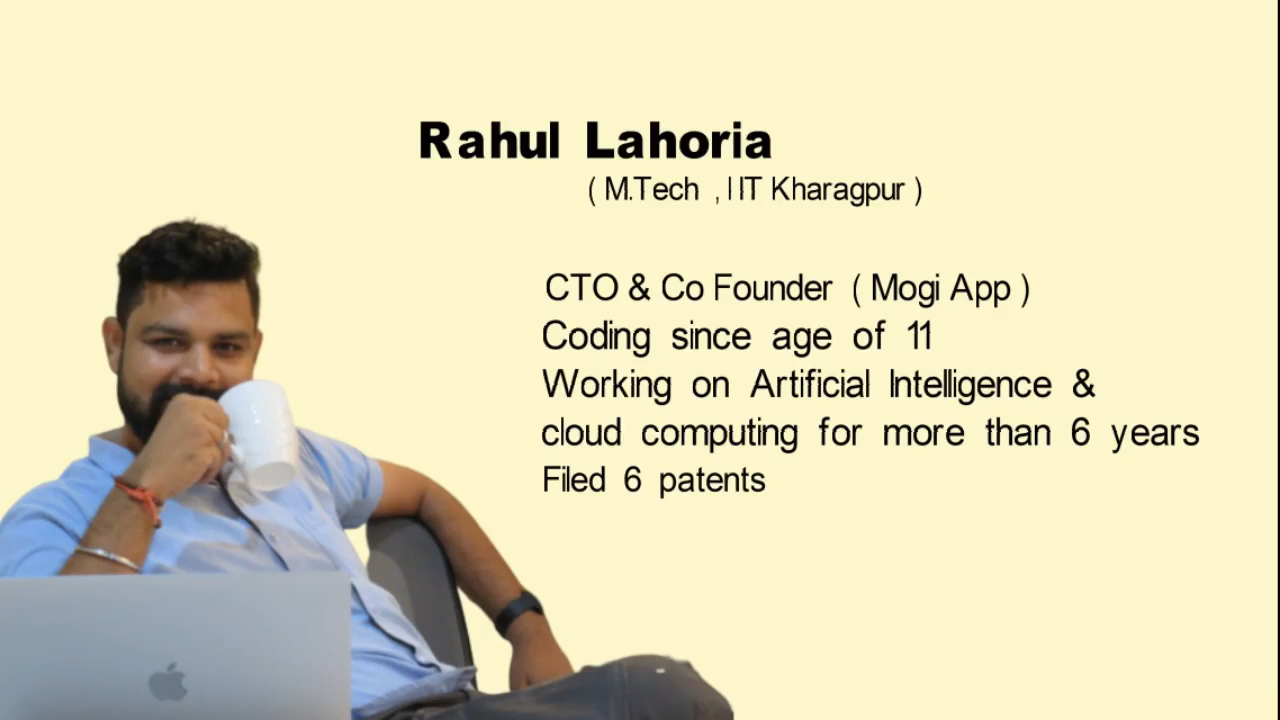 Rahul Lahoria
( M.Tech , IIT Kharagpur )
CTO & Co Founder ( Mogi App )
Coding since age of 11
Working on Artificial Intelligence &
cloud computing for more than 6 years
Filed 6 patents